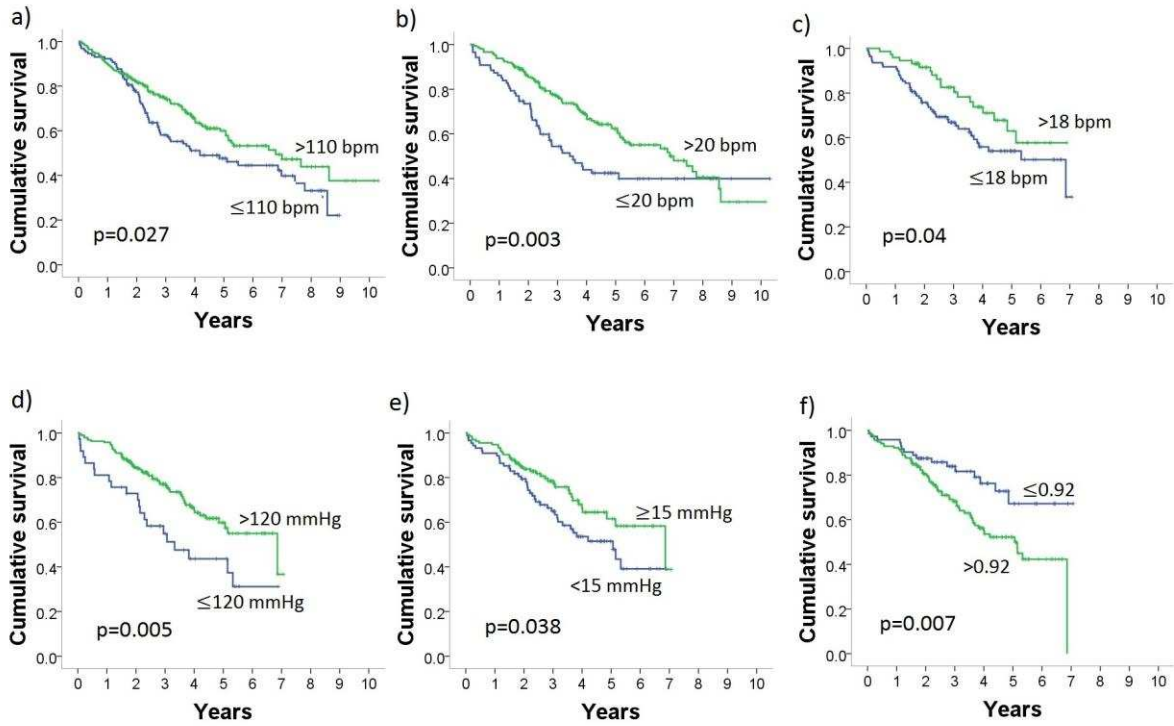 a)
1.0
0.8
0.6
0.4
0.2
0.0
Cumulative survival
>110 bpm
≤110 bpm
p=0.027
0 1 2 3 4 5 6 7 8 9 10
Years
b)
1.0
0.8
0.6
0.4
0.2
0.0
Cumulative survival
>20 bpm
≤20 bpm
p=0.003
0 1 2 3 4 5 6 7 8 9 10
Years
c)
1.0
0.8
0.6
0.4
0.2
0.0
Cumulative survival
>18 bpm
≤18 bpm
p=0.04
0 1 2 3 4 5 6 7 8 9 10
Years
d)
1.0
0.8
0.6
0.4
0.2
0.0
Cumulative survival
>120 mmHg
≤120 mmHg
p=0.005
0 1 2 3 4 5 6 7 8 9 10
Years
e)
1.0
0.8
0.6
0.4
0.2
0.0
Cumulative survival
≥15 mmHg
<15 mmHg
p=0.038
0 1 2 3 4 5 6 7 8 9 10
Years
f)
1.0
0.8
0.6
0.4
0.2
0.0
Cumulative survival
≤0.92
>0.92
p=0.007
0 1 2 3 4 5 6 7 8 9 10
Years